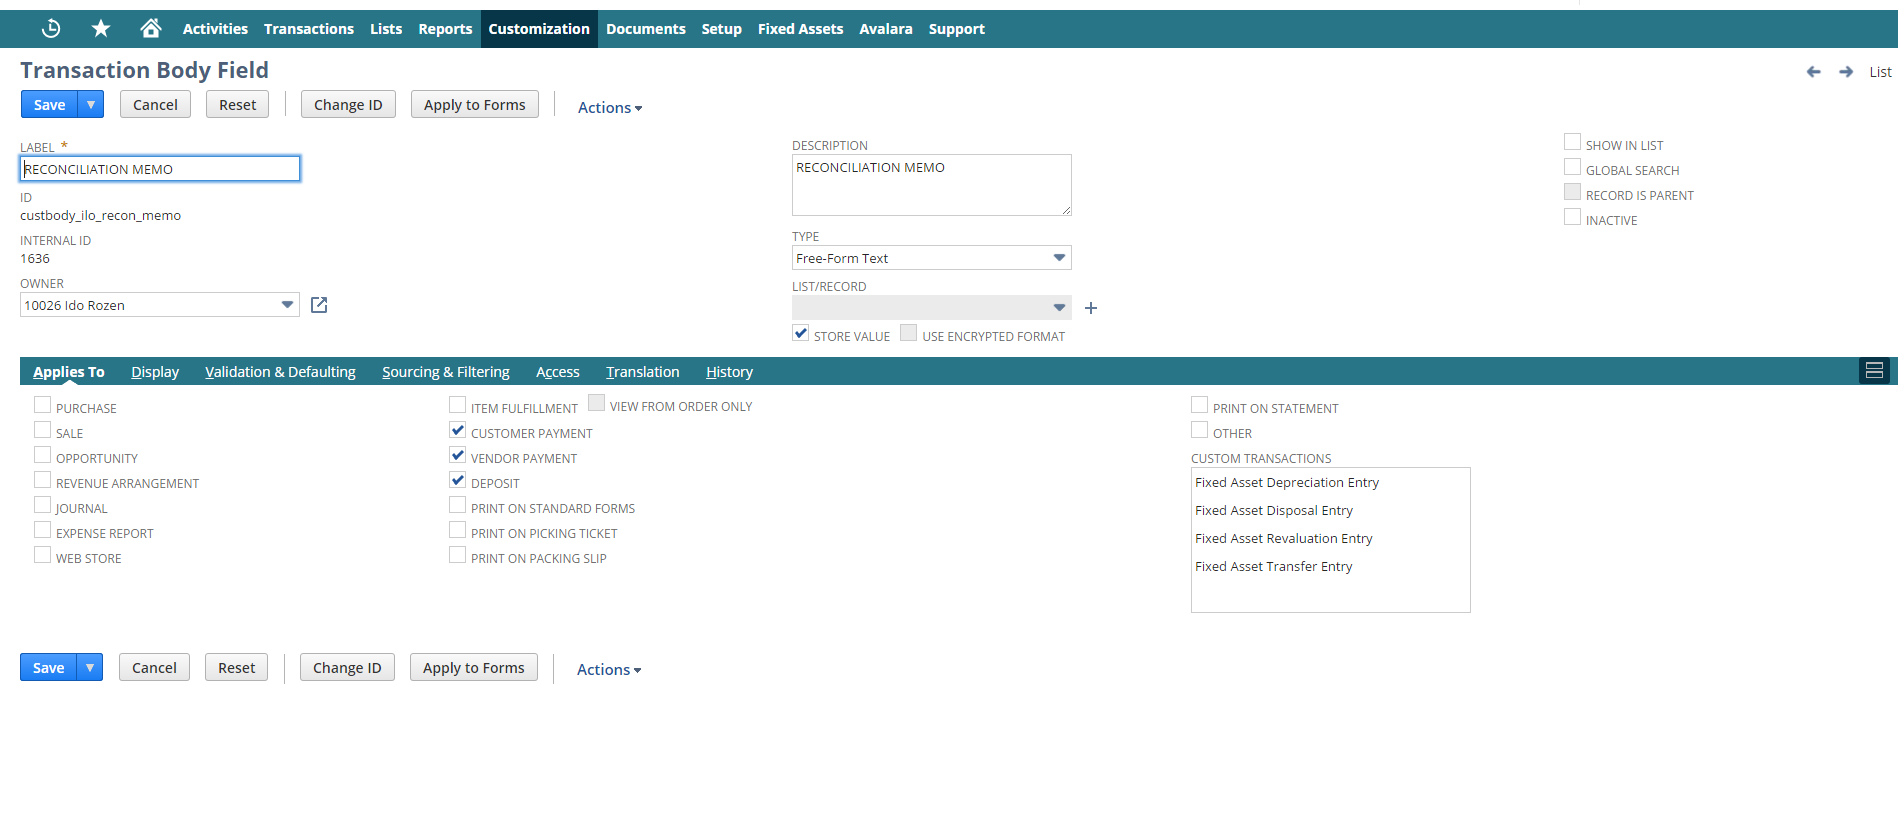 Activities Transactions Lists Reports Customization Documents Setup Fixed Assets Avalara Support
Transaction Body Field
List
Save Cancel Reset Change ID Apply to Forms Actions
LABEL *
RECONCILIATION MEMO
ID
custbody_ilo_recon_memo
INTERNAL ID
1636
OWNER
10026 Ido Rozen
DESCRIPTION
RECONCILIATION MEMO
TYPE
Free-Form Text
LIST/RECORD
STORE VALUE USE ENCRYPTED FORMAT
SHOW IN LIST
GLOBAL SEARCH
RECORD IS PARENT
INACTIVE
Applies To Display Validation & Defaulting Sourcing & Filtering Access Translation History
PURCHASE
SALE
OPPORTUNITY
REVENUE ARRANGEMENT
JOURNAL
EXPENSE REPORT
WEB STORE
ITEM FULFILLMENT VIEW FROM ORDER ONLY
CUSTOMER PAYMENT
VENDOR PAYMENT
DEPOSIT
PRINT ON STANDARD FORMS
PRINT ON PICKING TICKET
PRINT ON PACKING SLIP
PRINT ON STATEMENT
OTHER
CUSTOM TRANSACTIONS
Fixed Asset Depreciation Entry
Fixed Asset Disposal Entry
Fixed Asset Revaluation Entry
Fixed Asset Transfer Entry
Save Cancel Reset Change ID Apply to Forms Actions